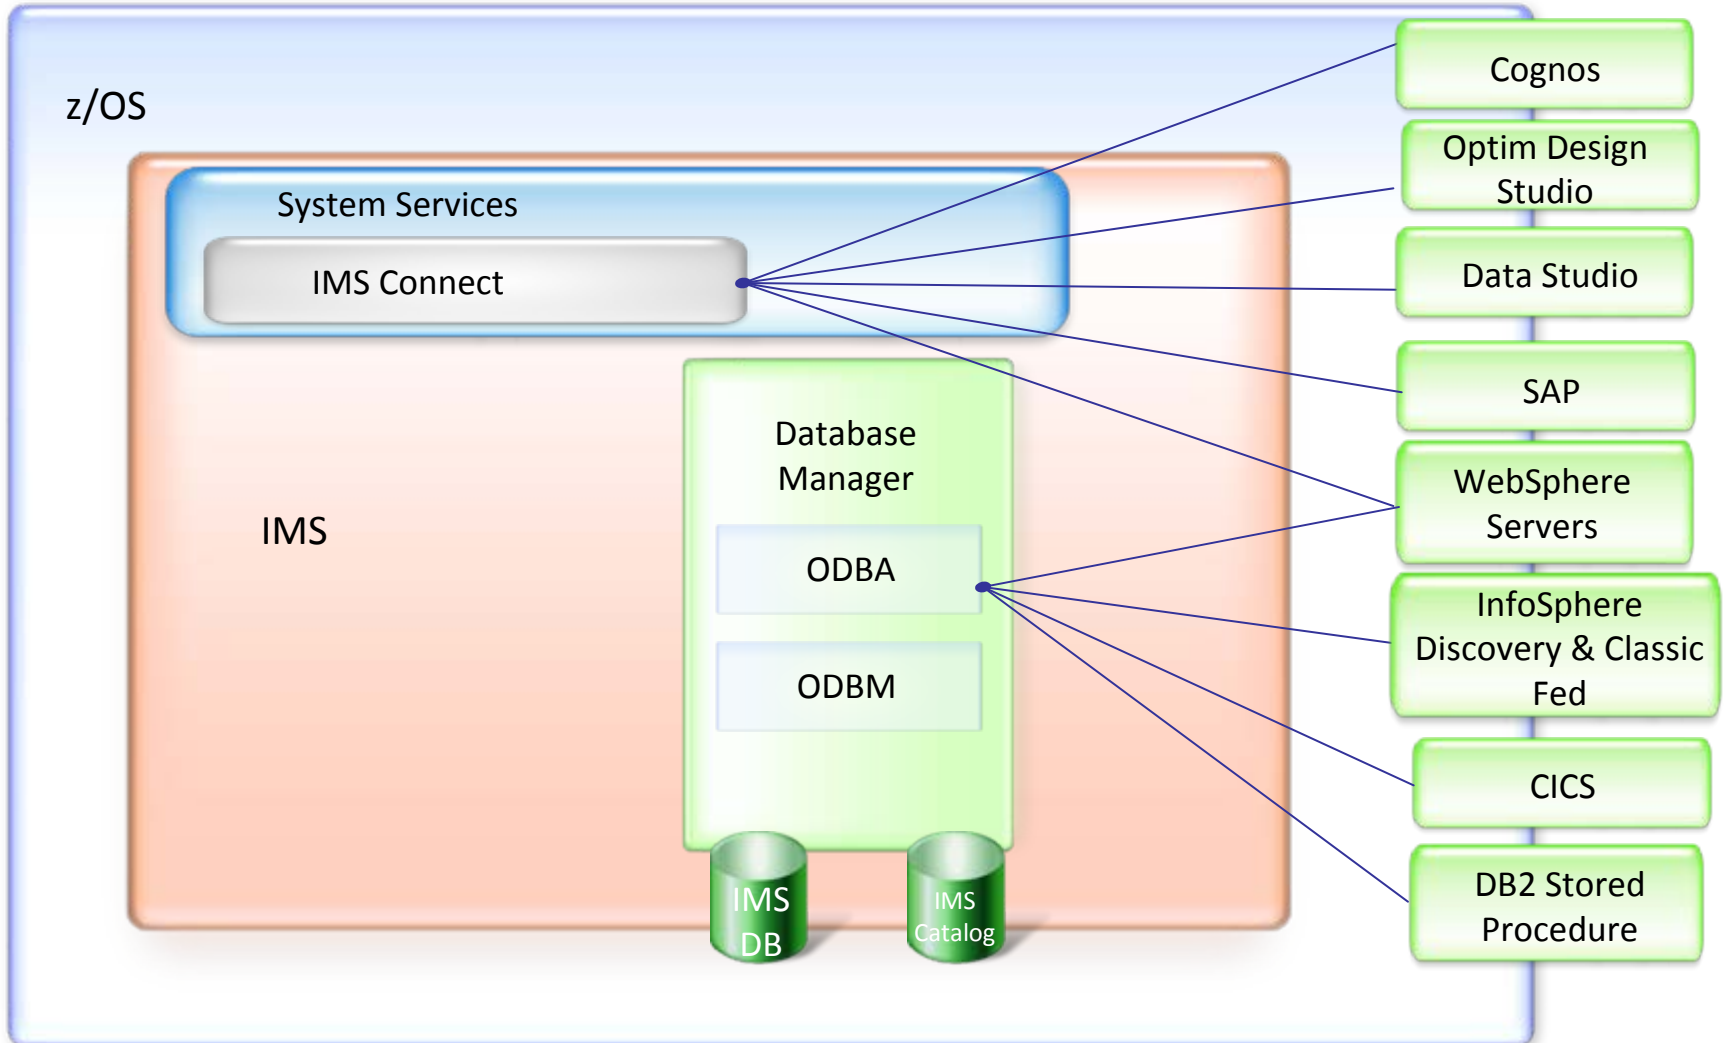 z/OS
System Services
IMS Connect
IMS
Database
Manager
ODBA
ODBM
IMS
DB
IMS
Catalog
Cognos
Optim Design
Studio
Data Studio
SAP
WebSphere
Servers
InfoSphere
Discovery & Classic
Fed
CICS
DB2 Stored
Procedure